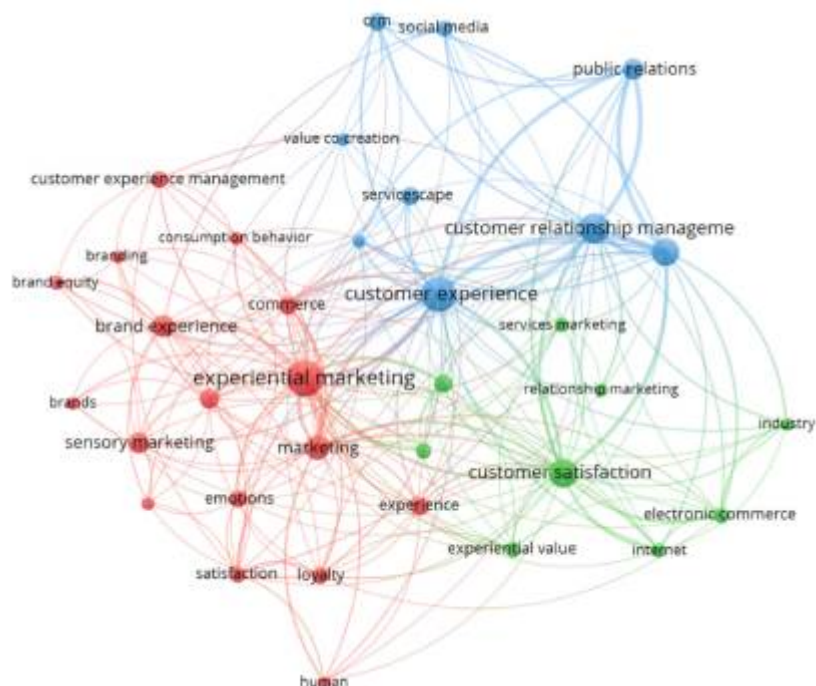 crm
social media
public relations
value co-creation
customer experience management
servicescape
customer relationship manageme
consumption behavior
branding
brand equity
customer experience
commerce
brand experience
services marketing
experiential marketing
relationship marketing
brands
industry
sensory marketing
marketing
customer satisfaction
emotions
experience
electronic commerce
experiential value
internet
satisfaction
loyalty
human